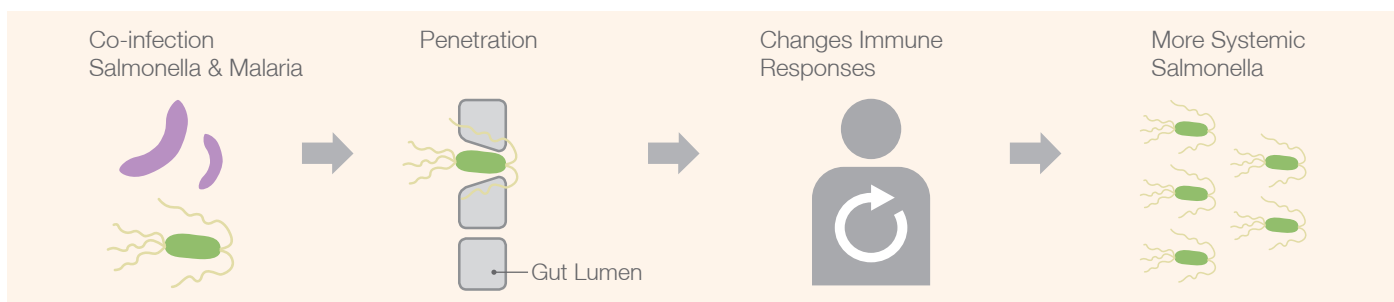 Co-infection
Salmonella & Malaria
Penetration
Changes Immune
Responses
More Systemic
Salmonella
Gut Lumen